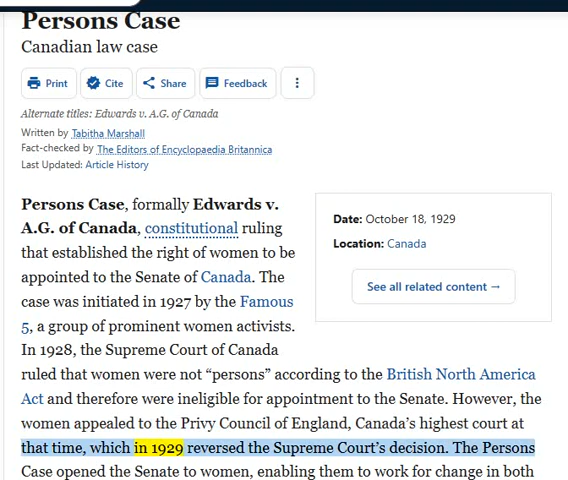 Persons Case
Canadian law case
Print Cite Share Feedback
Alternate titles: Edwards v. A.G. of Canada
Written by Tabitha Marshall
Fact-checked by The Editors of Encyclopaedia Britannica
Last Updated: Article History
Persons Case, formally Edwards v.
A.G. of Canada, constitutional ruling
that established the right of women to be
appointed to the Senate of Canada. The
case was initiated in 1927 by the Famous
5, a group of prominent women activists.
In 1928, the Supreme Court of Canada
ruled that women were not “persons” according to the British North America
Act and therefore were ineligible for appointment to the Senate. However, the
women appealed to the Privy Council of England, Canada’s highest court at
that time, which in 1929 reversed the Supreme Court’s decision. The Persons
Case opened the Senate to women, enabling them to work for change in both
Date: October 18, 1929
Location: Canada
See all related content →